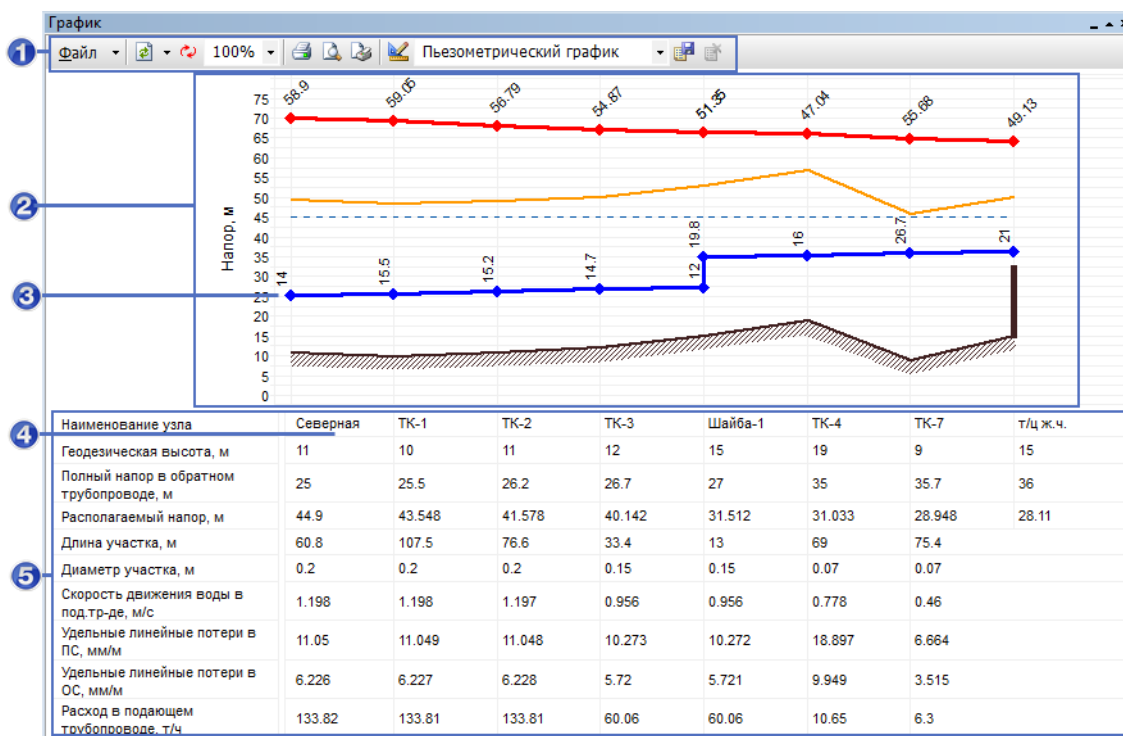 График
1 Файл 100% Пьезометрический график
58.9 59.05 56.79 54.87 51.35 47.04 55.68 49.13
75
70
65
60
55
2 50
45
40
35
30
3 25
20
15
10
5
0
Напор, м
14 15.5 15.2 14.7 12 19.8 16 26.7 21
4 Наименование узла Северная ТК-1 ТК-2 ТК-3 Шайба-1 ТК-4 ТК-7 т/ц ж.ч.
Геодезическая высота, м 11 10 11 12 15 19 9 15
Полный напор в обратном
трубопроводе, м 25 25.5 26.2 26.7 27 35 35.7 36
Располагаемый напор, м 44.9 43.548 41.578 40.142 31.512 31.033 28.948 28.11
Длина участка, м 60.8 107.5 76.6 33.4 13 69 75.4
5 Диаметр участка, м 0.2 0.2 0.2 0.15 0.15 0.07 0.07
Скорость движения воды в
под.тр-де, м/с 1.198 1.198 1.197 0.956 0.956 0.778 0.46
Удельные линейные потери в
ПС, мм/м 11.05 11.049 11.048 10.273 10.272 18.897 6.664
Удельные линейные потери в
ОС, мм/м 6.226 6.227 6.228 5.72 5.721 9.949 3.515
Расход в подающем
трубопроводе, т/ч 133.82 133.81 133.81 60.06 60.06 10.65 6.3